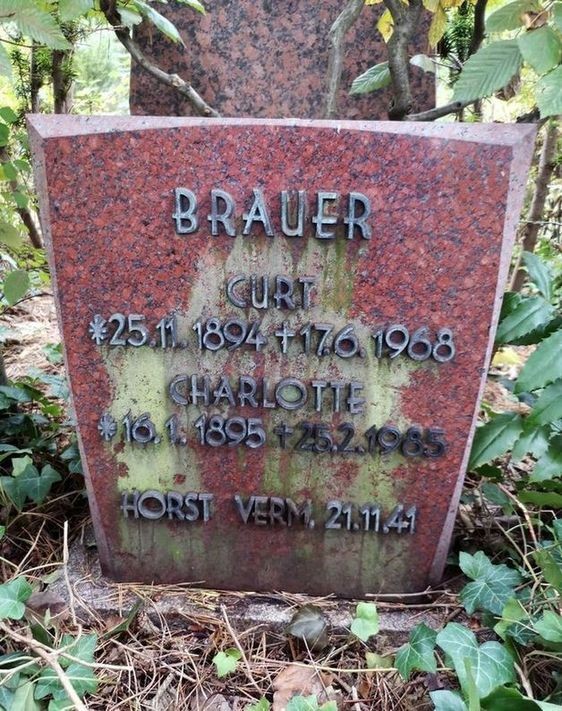 BRAUER
CURT
*25.11.1894 +17.6.1968
CHARLOTTE
*16.1.1895 +25.2.1985
HORST VERM. 21.11.41